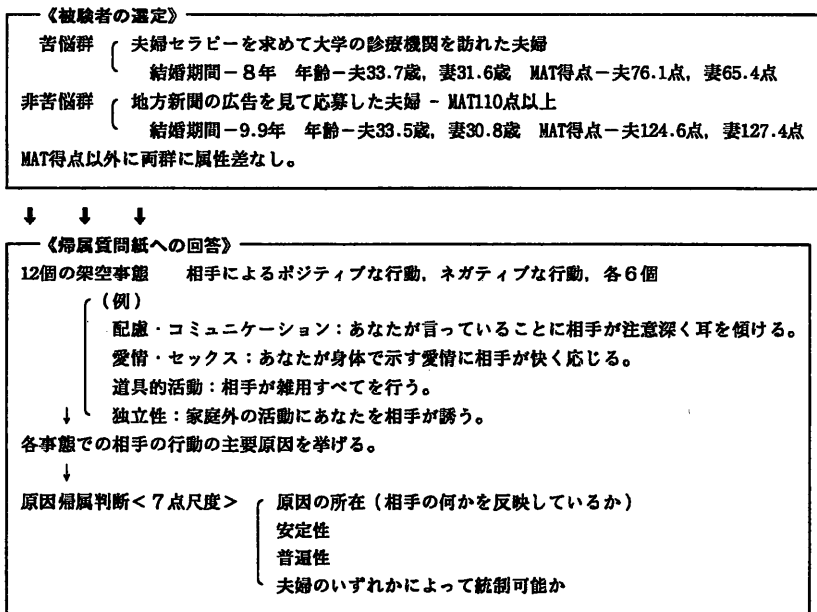 《被験者の選定》
苦悩群 夫婦セラピーを求めて大学の診療機関を訪れた夫婦
結婚期間－8年 年齢－夫33.7歳，妻31.6歳 MAT得点－夫76.1点，妻65.4点
非苦悩群 地方新聞の広告を見て応募した夫婦 － MAT110点以上
結婚期間－9.9年 年齢－夫33.5歳，妻30.8歳 MAT得点－夫124.6点，妻127.4点
MAT得点以外に両群に属性差なし。
↓ ↓ ↓
《帰属質問紙への回答》
12個の架空事態 相手によるポジティブな行動，ネガティブな行動，各6個
（例）
配慮・コミュニケーション：あなたが言っていることに相手が注意深く耳を傾ける。
愛情・セックス：あなたが身体で示す愛情に相手が快く応じる。
道具的活動：相手が雑用すべてを行う。
↓ 独立性：家庭外の活動にあなたを相手が誘う。
各事態での相手の行動の主要原因を挙げる。
↓
原因帰属判断＜7点尺度＞ 原因の所在（相手の何かを反映しているか）
安定性
普遍性
夫婦のいずれかによって統制可能か